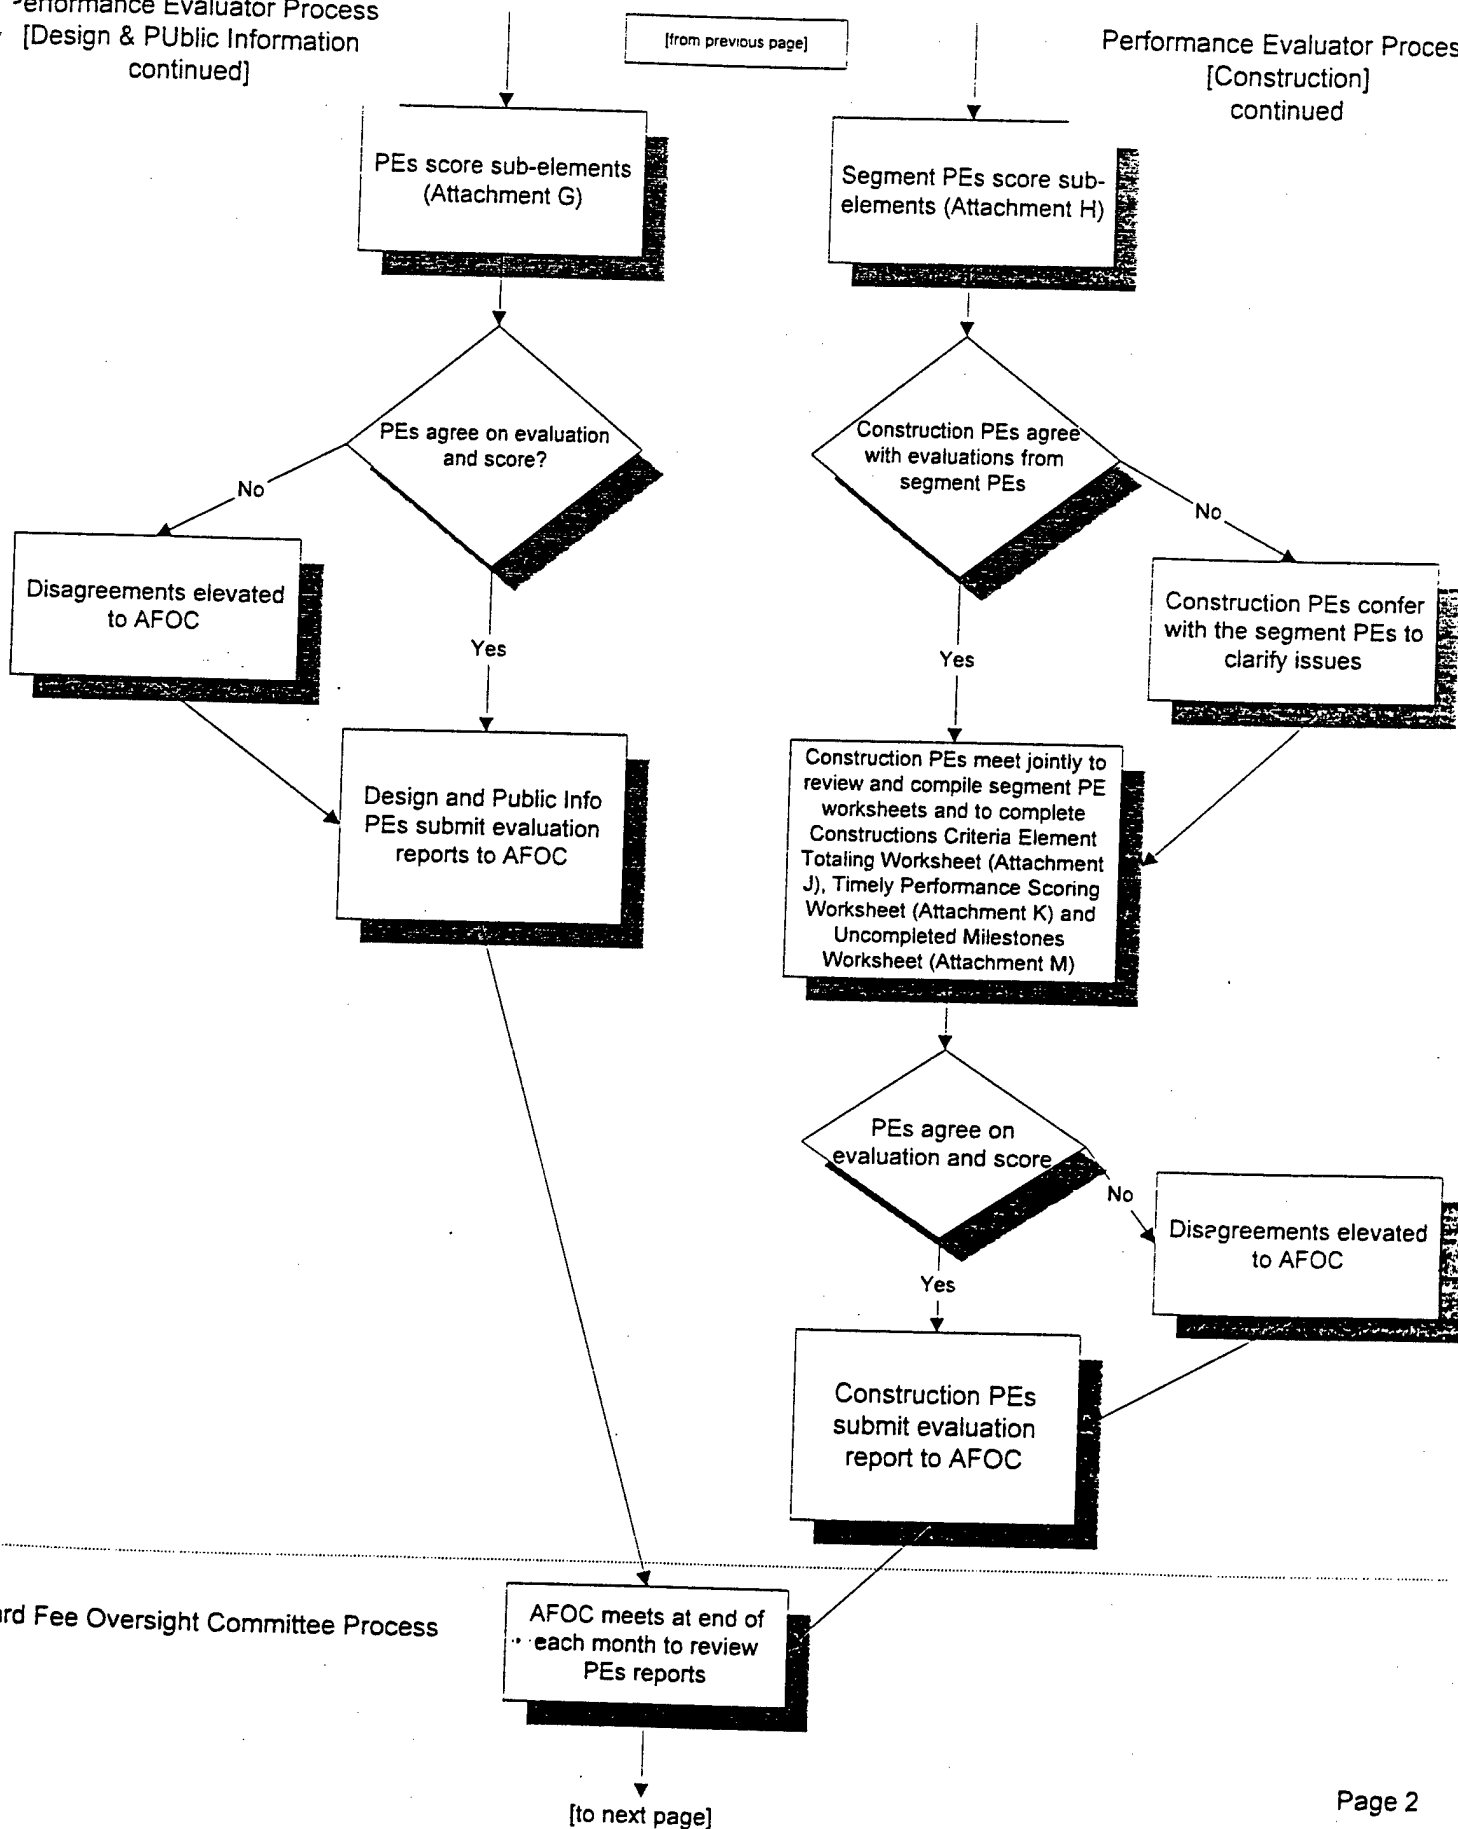 Performance Evaluator Process
[Design & PUblic Information
continued]
[from previous page]
Performance Evaluator Proces
[Construction]
continued
PEs score sub-elements
(Attachment G)
Segment PEs score sub-
elements (Attachment H)
PEs agree on evaluation
and score?
Construction PEs agree
with evaluations from
segment PEs
No
No
Disagreements elevated
to AFOC
Construction PEs confer
with the segment PEs to
clarify issues
Yes
Yes
Design and Public Info
PEs submit evaluation
reports to AFOC
Construction PEs meet jointly to
review and compile segment PE
worksheets and to complete
Constructions Criteria Element
Totaling Worksheet (Attachment
J), Timely Performance Scoring
Worksheet (Attachment K) and
Uncompleted Milestones
Worksheet (Attachment M)
PEs agree on
evaluation and score
No
Disagreements elevated
to AFOC
Yes
Construction PEs
submit evaluation
report to AFOC
ard Fee Oversight Committee Process
AFOC meets at end of
each month to review
PEs reports
[to next page]
Page 2